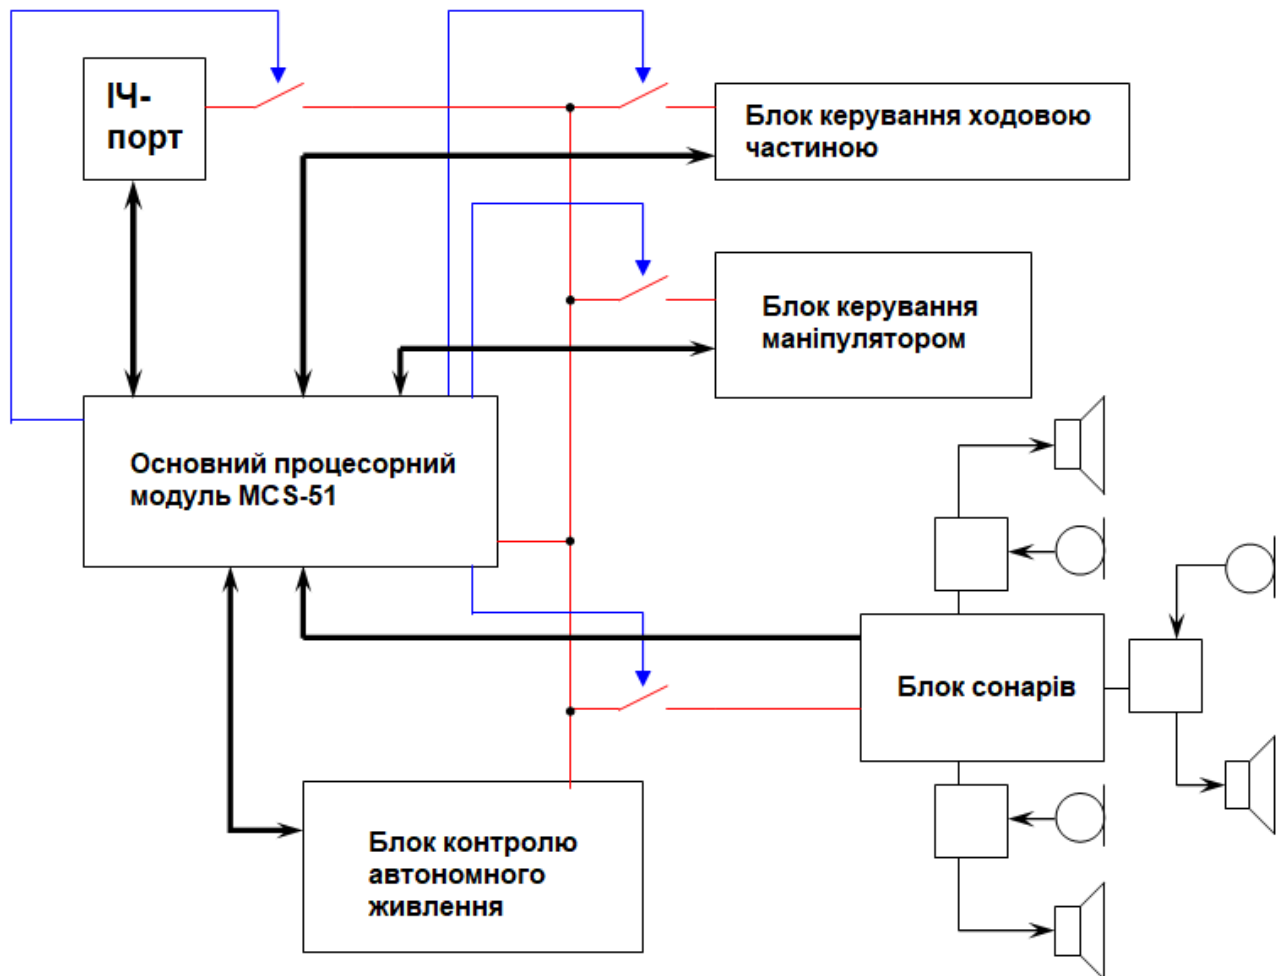 ІЧ-
порт
Блок керування ходовою
частиною
Блок керування
маніпулятором
Основний процесорний
модуль MCS-51
Блок сонарів
Блок контролю
автономного
живлення